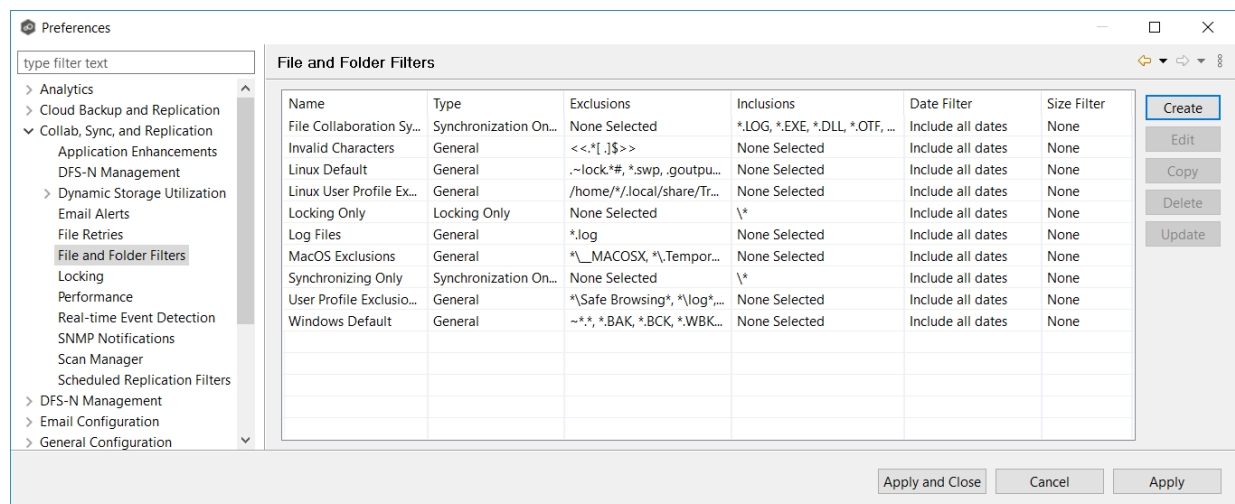 Preferences
type filter text
File and Folder Filters
Analytics
Cloud Backup and Replication
Collab, Sync, and Replication
Application Enhancements
DFS-N Management
Dynamic Storage Utilization
Email Alerts
File Retries
File and Folder Filters
Locking
Performance
Real-time Event Detection
SNMP Notifications
Scan Manager
Scheduled Replication Filters
DFS-N Management
Email Configuration
General Configuration
Name Type Exclusions Inclusions Date Filter Size Filter
File Collaboration Sy... Synchronization On... None Selected *.LOG, *.EXE, *.DLL, *.OTF, ... Include all dates None
Invalid Characters General <<.*[ .]$>> None Selected Include all dates None
Linux Default General .~lock.*#, *.swp, .goutpu... None Selected Include all dates None
Linux User Profile Ex... General /home/*/.local/share/Tr... None Selected Include all dates None
Locking Only Locking Only None Selected \* Include all dates None
Log Files General *.log None Selected Include all dates None
MacOS Exclusions General *\__MACOSX, *\.Tempor... None Selected Include all dates None
Synchronizing Only Synchronization On... None Selected \* Include all dates None
User Profile Exclusio... General *\Safe Browsing*, *\log*,... None Selected Include all dates None
Windows Default General ~*.*, *.BAK, *.BCK, *.WBK... None Selected Include all dates None
Create
Edit
Copy
Delete
Update
Apply and Close Cancel Apply